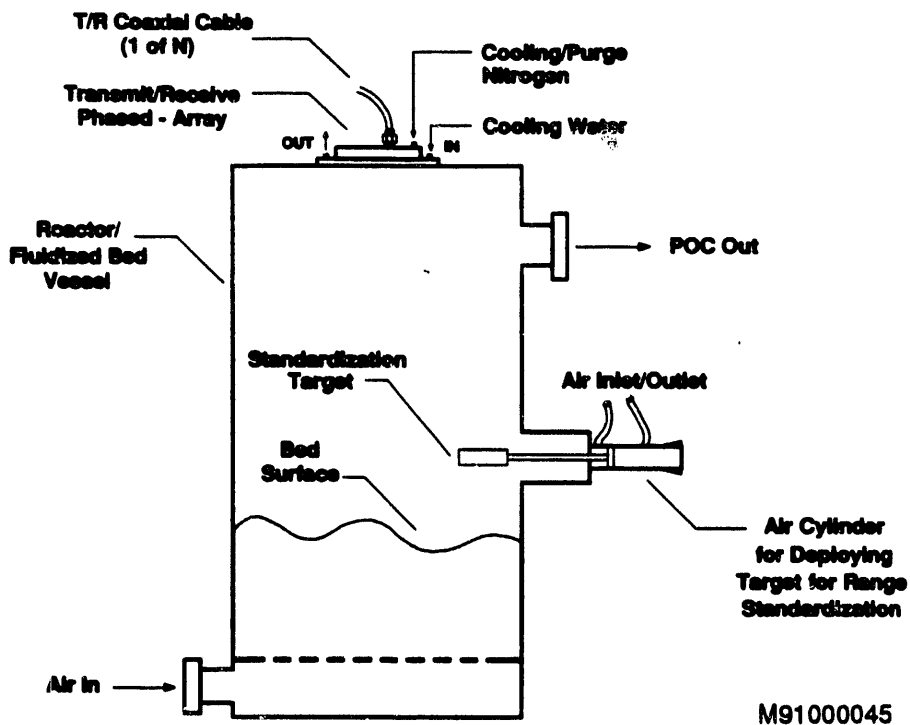 T/R Coaxial Cable
(1 of N)
Cooling/Purge
Nitrogen
Transmit/Receive
Phased - Array
Cooling Water
OUT
IN
Reactor/
Fluidized Bed
Vessel
POC Out
Standardization
Target
Air Inlet/Outlet
Bed
Surface
Air Cylinder
for Deploying
Target for Range
Standardization
Air In
M91000045